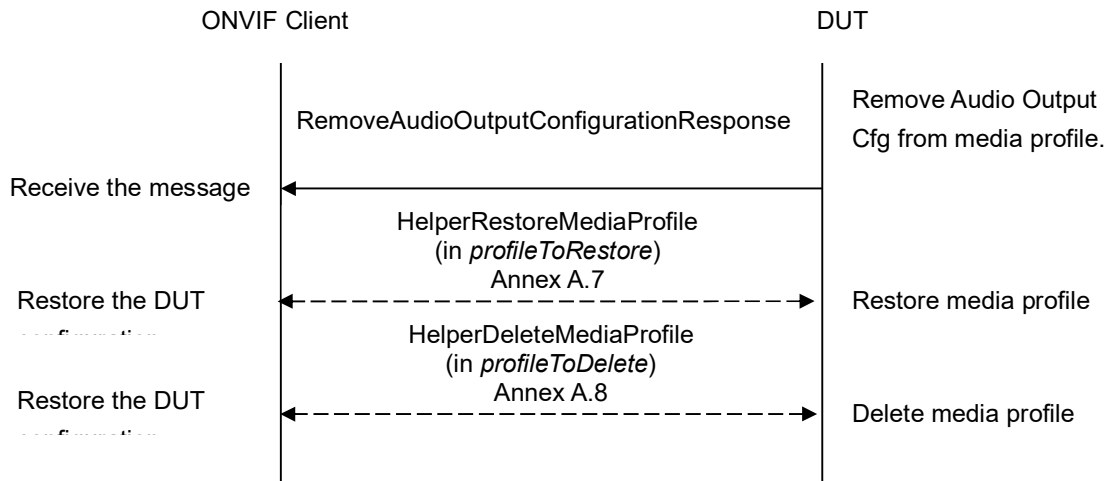 ONVIF Client
DUT
RemoveAudioOutputConfigurationResponse
Remove Audio Output
Cfg from media profile.
Receive the message
HelperRestoreMediaProfile
(in profileToRestore)
Annex A.7
Restore the DUT
Restore media profile
HelperDeleteMediaProfile
(in profileToDelete)
Annex A.8
Restore the DUT
Delete media profile